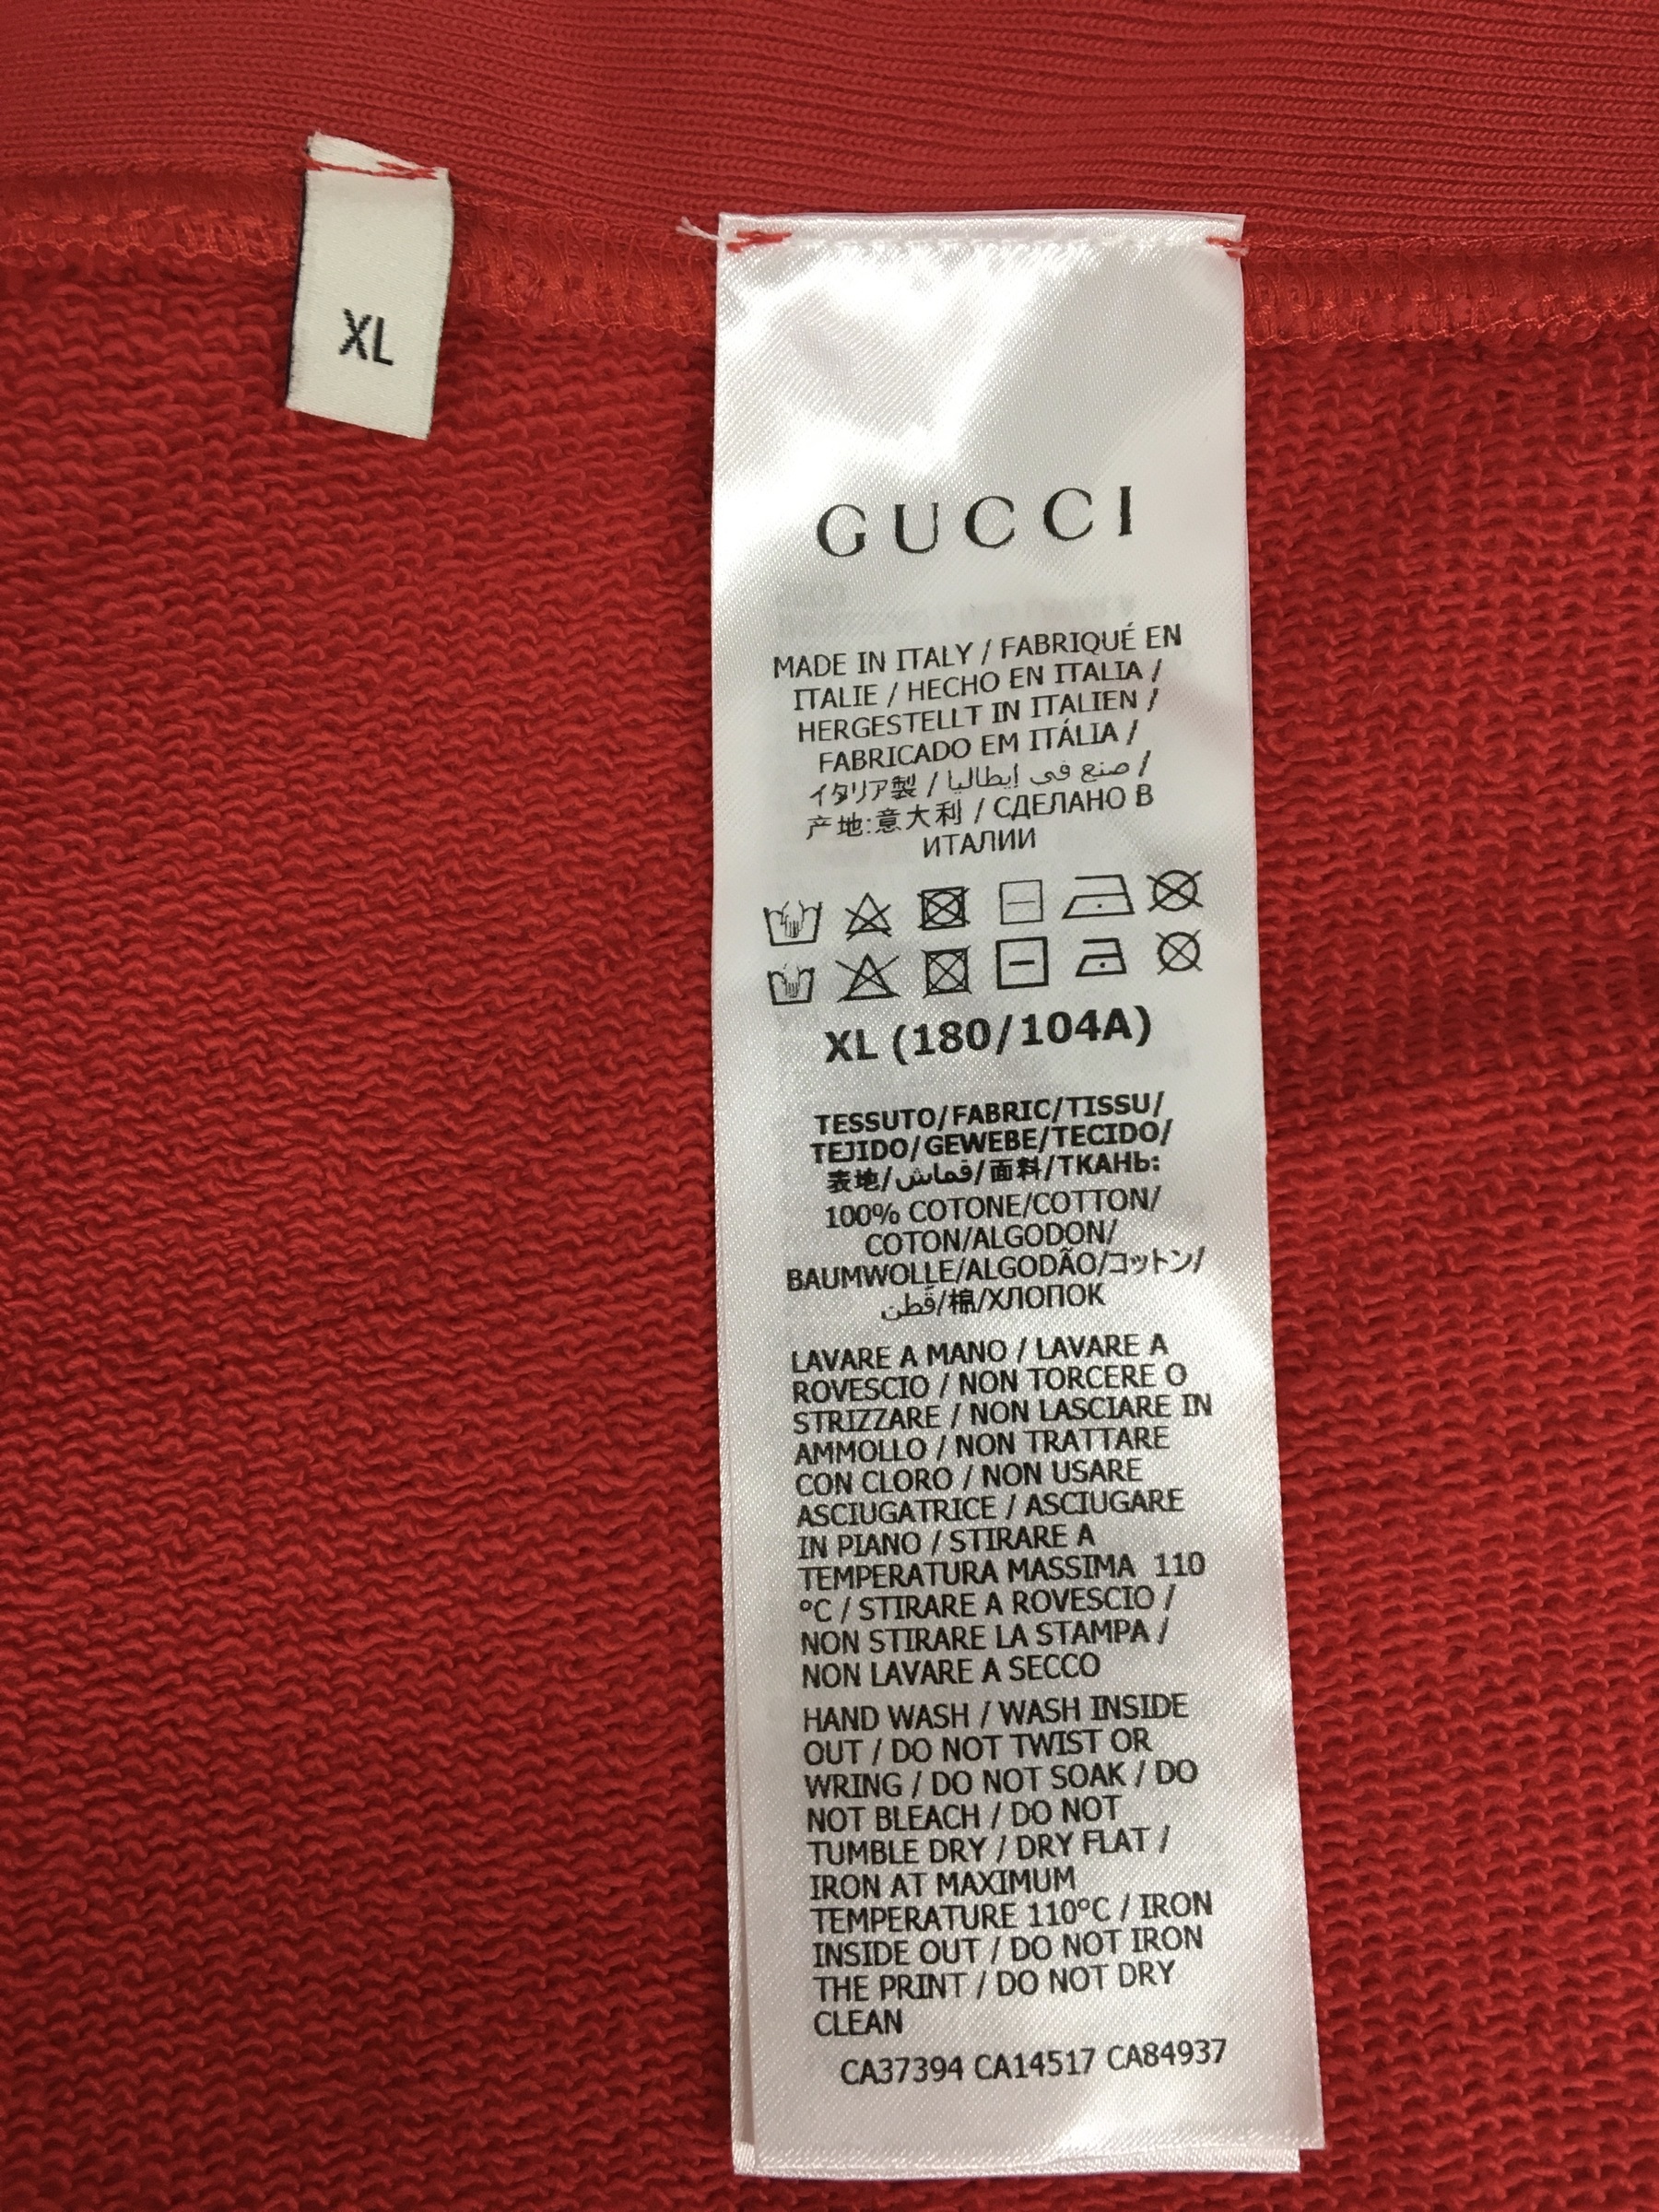 XL
GUCCI
MADE IN ITALY / FABRIQUÉ EN
ITALIE / HECHO EN ITALIA /
HERGESTELLT IN ITALIEN /
FABRICADO EM ITÁLIA /
イタリア製 / صنع في إيطاليا /
产地:意大利 / СДЕЛАНО В
ИТАЛИИ
XL (180/104A)
TESSUTO/FABRIC/TISSU/
TEJIDO/GEWEBE/TECIDO/
表地/قماش/面料/ТКАНЬ:
100% COTONE/COTTON/
COTON/ALGODON/
BAUMWOLLE/ALGODÃO/コットン/
قطن/棉/ХЛОПОК
LAVARE A MANO / LAVARE A
ROVESCIO / NON TORCERE O
STRIZZARE / NON LASCIARE IN
AMMOLLO / NON TRATTARE
CON CLORO / NON USARE
ASCIUGATRICE / ASCIUGARE
IN PIANO / STIRARE A
TEMPERATURA MASSIMA 110
°C / STIRARE A ROVESCIO /
NON STIRARE LA STAMPA /
NON LAVARE A SECCO
HAND WASH / WASH INSIDE
OUT / DO NOT TWIST OR
WRING / DO NOT SOAK / DO
NOT BLEACH / DO NOT
TUMBLE DRY / DRY FLAT /
IRON AT MAXIMUM
TEMPERATURE 110°C / IRON
INSIDE OUT / DO NOT IRON
THE PRINT / DO NOT DRY
CLEAN
CA37394 CA14517 CA84937